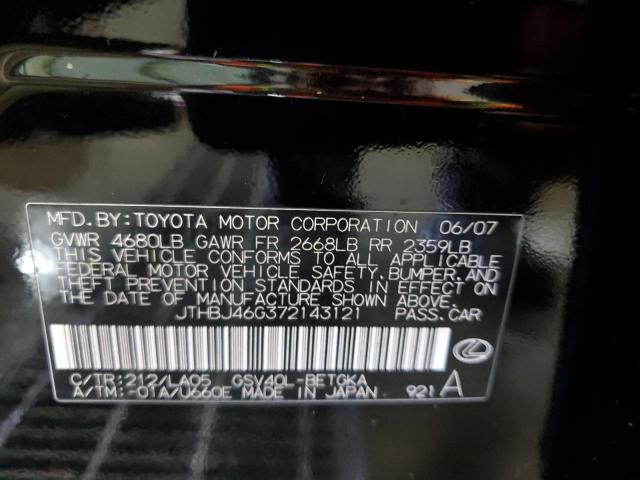 MFD.BY:TOYOTA MOTOR CORPORATION 06/07
GVWR 4680LB GAWR FR 2668LB RR 2359LB
THIS VEHICLE CONFORMS TO ALL APPLICABLE
FEDERAL MOTOR VEHICLE SAFETY, BUMPER, AND
THEFT PREVENTION STANDARDS IN EFFECT ON
THE DATE OF MANUFACTURE SHOWN ABOVE.
JTHBJ46G372143121 PASS.CAR
C/TR:212/LA05 GSV40L-BETGKA
A/TM:-01A/U660E MADE IN JAPAN 921 A